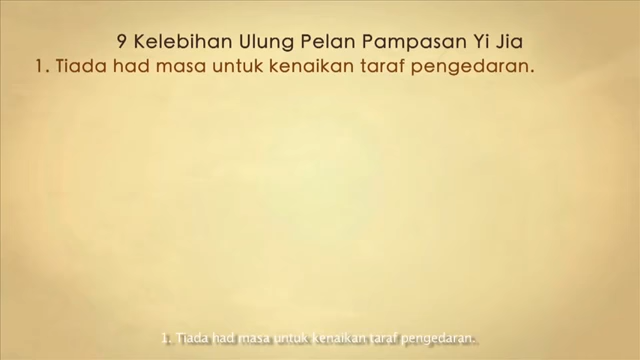 9 Kelebihan Ulung Pelan Pampasan Yi Jia
1. Tiada had masa untuk kenaikan taraf pengedaran.
1. Tiada had masa untuk kenaikan taraf pengedaran.